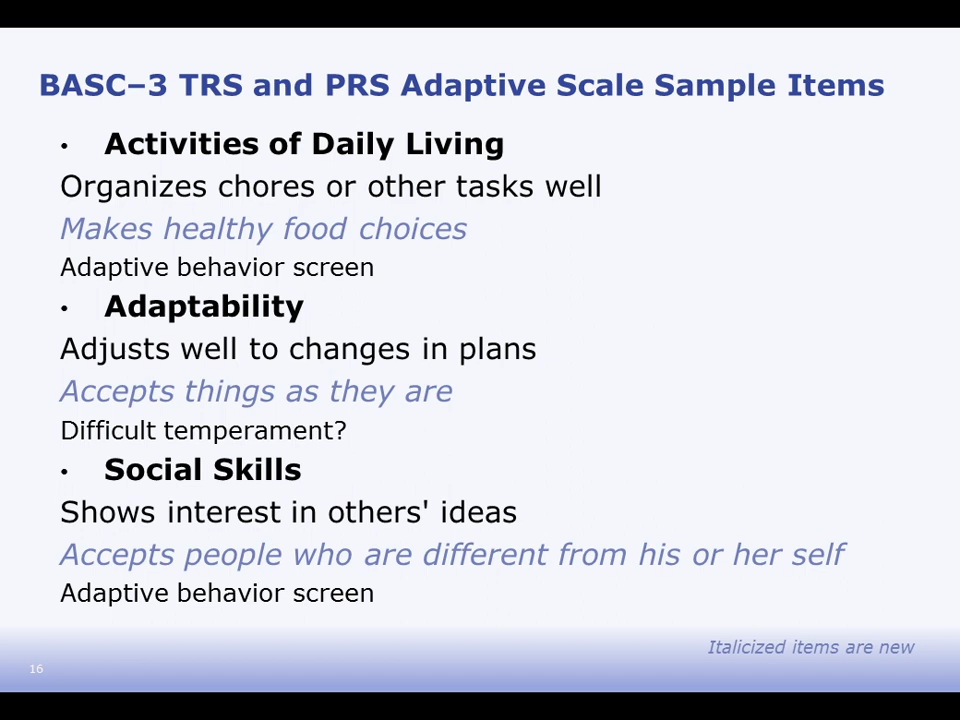 BASC–3 TRS and PRS Adaptive Scale Sample Items
• Activities of Daily Living
Organizes chores or other tasks well
Makes healthy food choices
Adaptive behavior screen
• Adaptability
Adjusts well to changes in plans
Accepts things as they are
Difficult temperament?
• Social Skills
Shows interest in others' ideas
Accepts people who are different from his or her self
Adaptive behavior screen
Italicized items are new
16